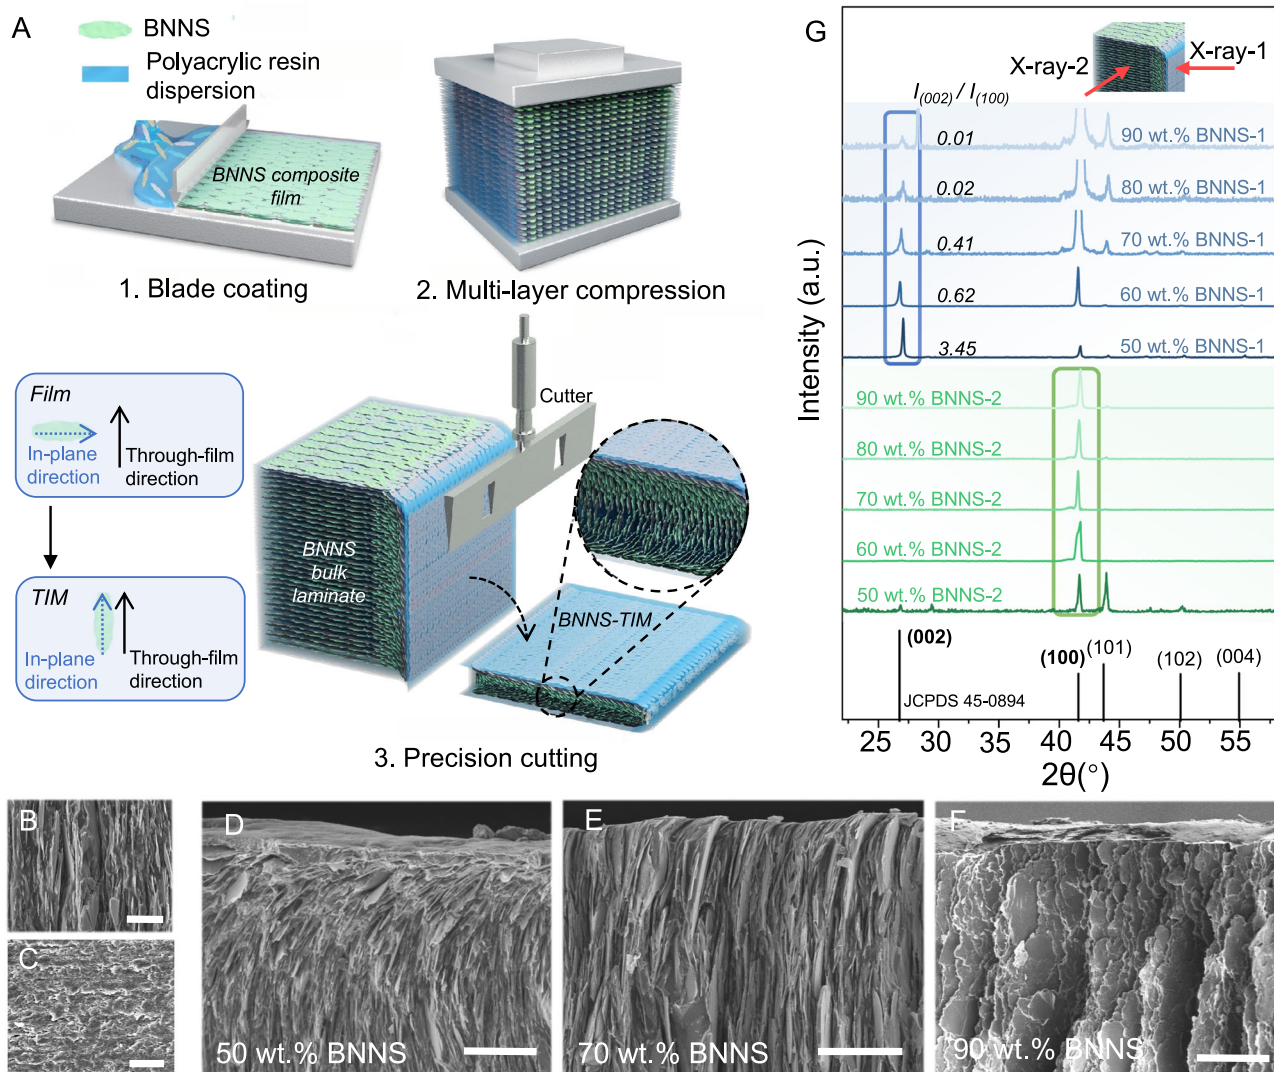 A
BNNS
Polyacrylic resin
dispersion
BNNS composite
film
1. Blade coating
2. Multi-layer compression
Film
In-plane
direction
Through-film
direction
TIM
In-plane
direction
Through-film
direction
Cutter
BNNS
bulk
laminate
BNNS-TIM
3. Precision cutting
B
C
D
50 wt.% BNNS
E
70 wt.% BNNS
F
90 wt.% BNNS
G
X-ray-2
X-ray-1
I(002) / I(100)
0.01
90 wt.% BNNS-1
0.02
80 wt.% BNNS-1
0.41
70 wt.% BNNS-1
0.62
60 wt.% BNNS-1
3.45
50 wt.% BNNS-1
90 wt.% BNNS-2
80 wt.% BNNS-2
70 wt.% BNNS-2
60 wt.% BNNS-2
50 wt.% BNNS-2
(002)
(100)
(101)
(102)
(004)
JCPDS 45-0894
25 30 35 40 45 50 55
2θ(°)
Intensity (a.u.)